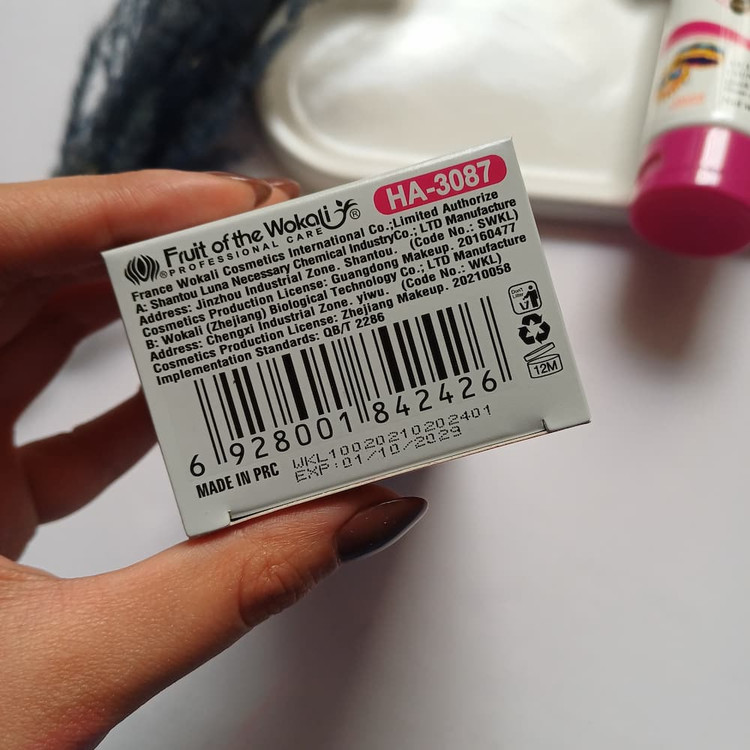 HA-3087
Fruit of the Wokali ®
® PROFESSIONAL CARE
France Wokali Cosmetics International Co.;Limited Authorize
A: Shantou Luna Necessary Chemical IndustryCo.; LTD Manufacture
Address: Jinzhou Industrial Zone. Shantou. (Code No.: SWKL)
Cosmetics Production License: Guangdong Makeup. 20160477
B: Wokali (Zhejiang) Biological Technology Co.; LTD Manufacture
Address: Chengxi Industrial Zone. yiwu. (Code No.: WKL)
Cosmetics Production License: Zhejiang Makeup. 20210058
Implementation Standards: QB/T 2286
Don't Litter
12M
6 928001 842426
MADE IN PRC
WKL10020210202401
EXP:01/10/2029